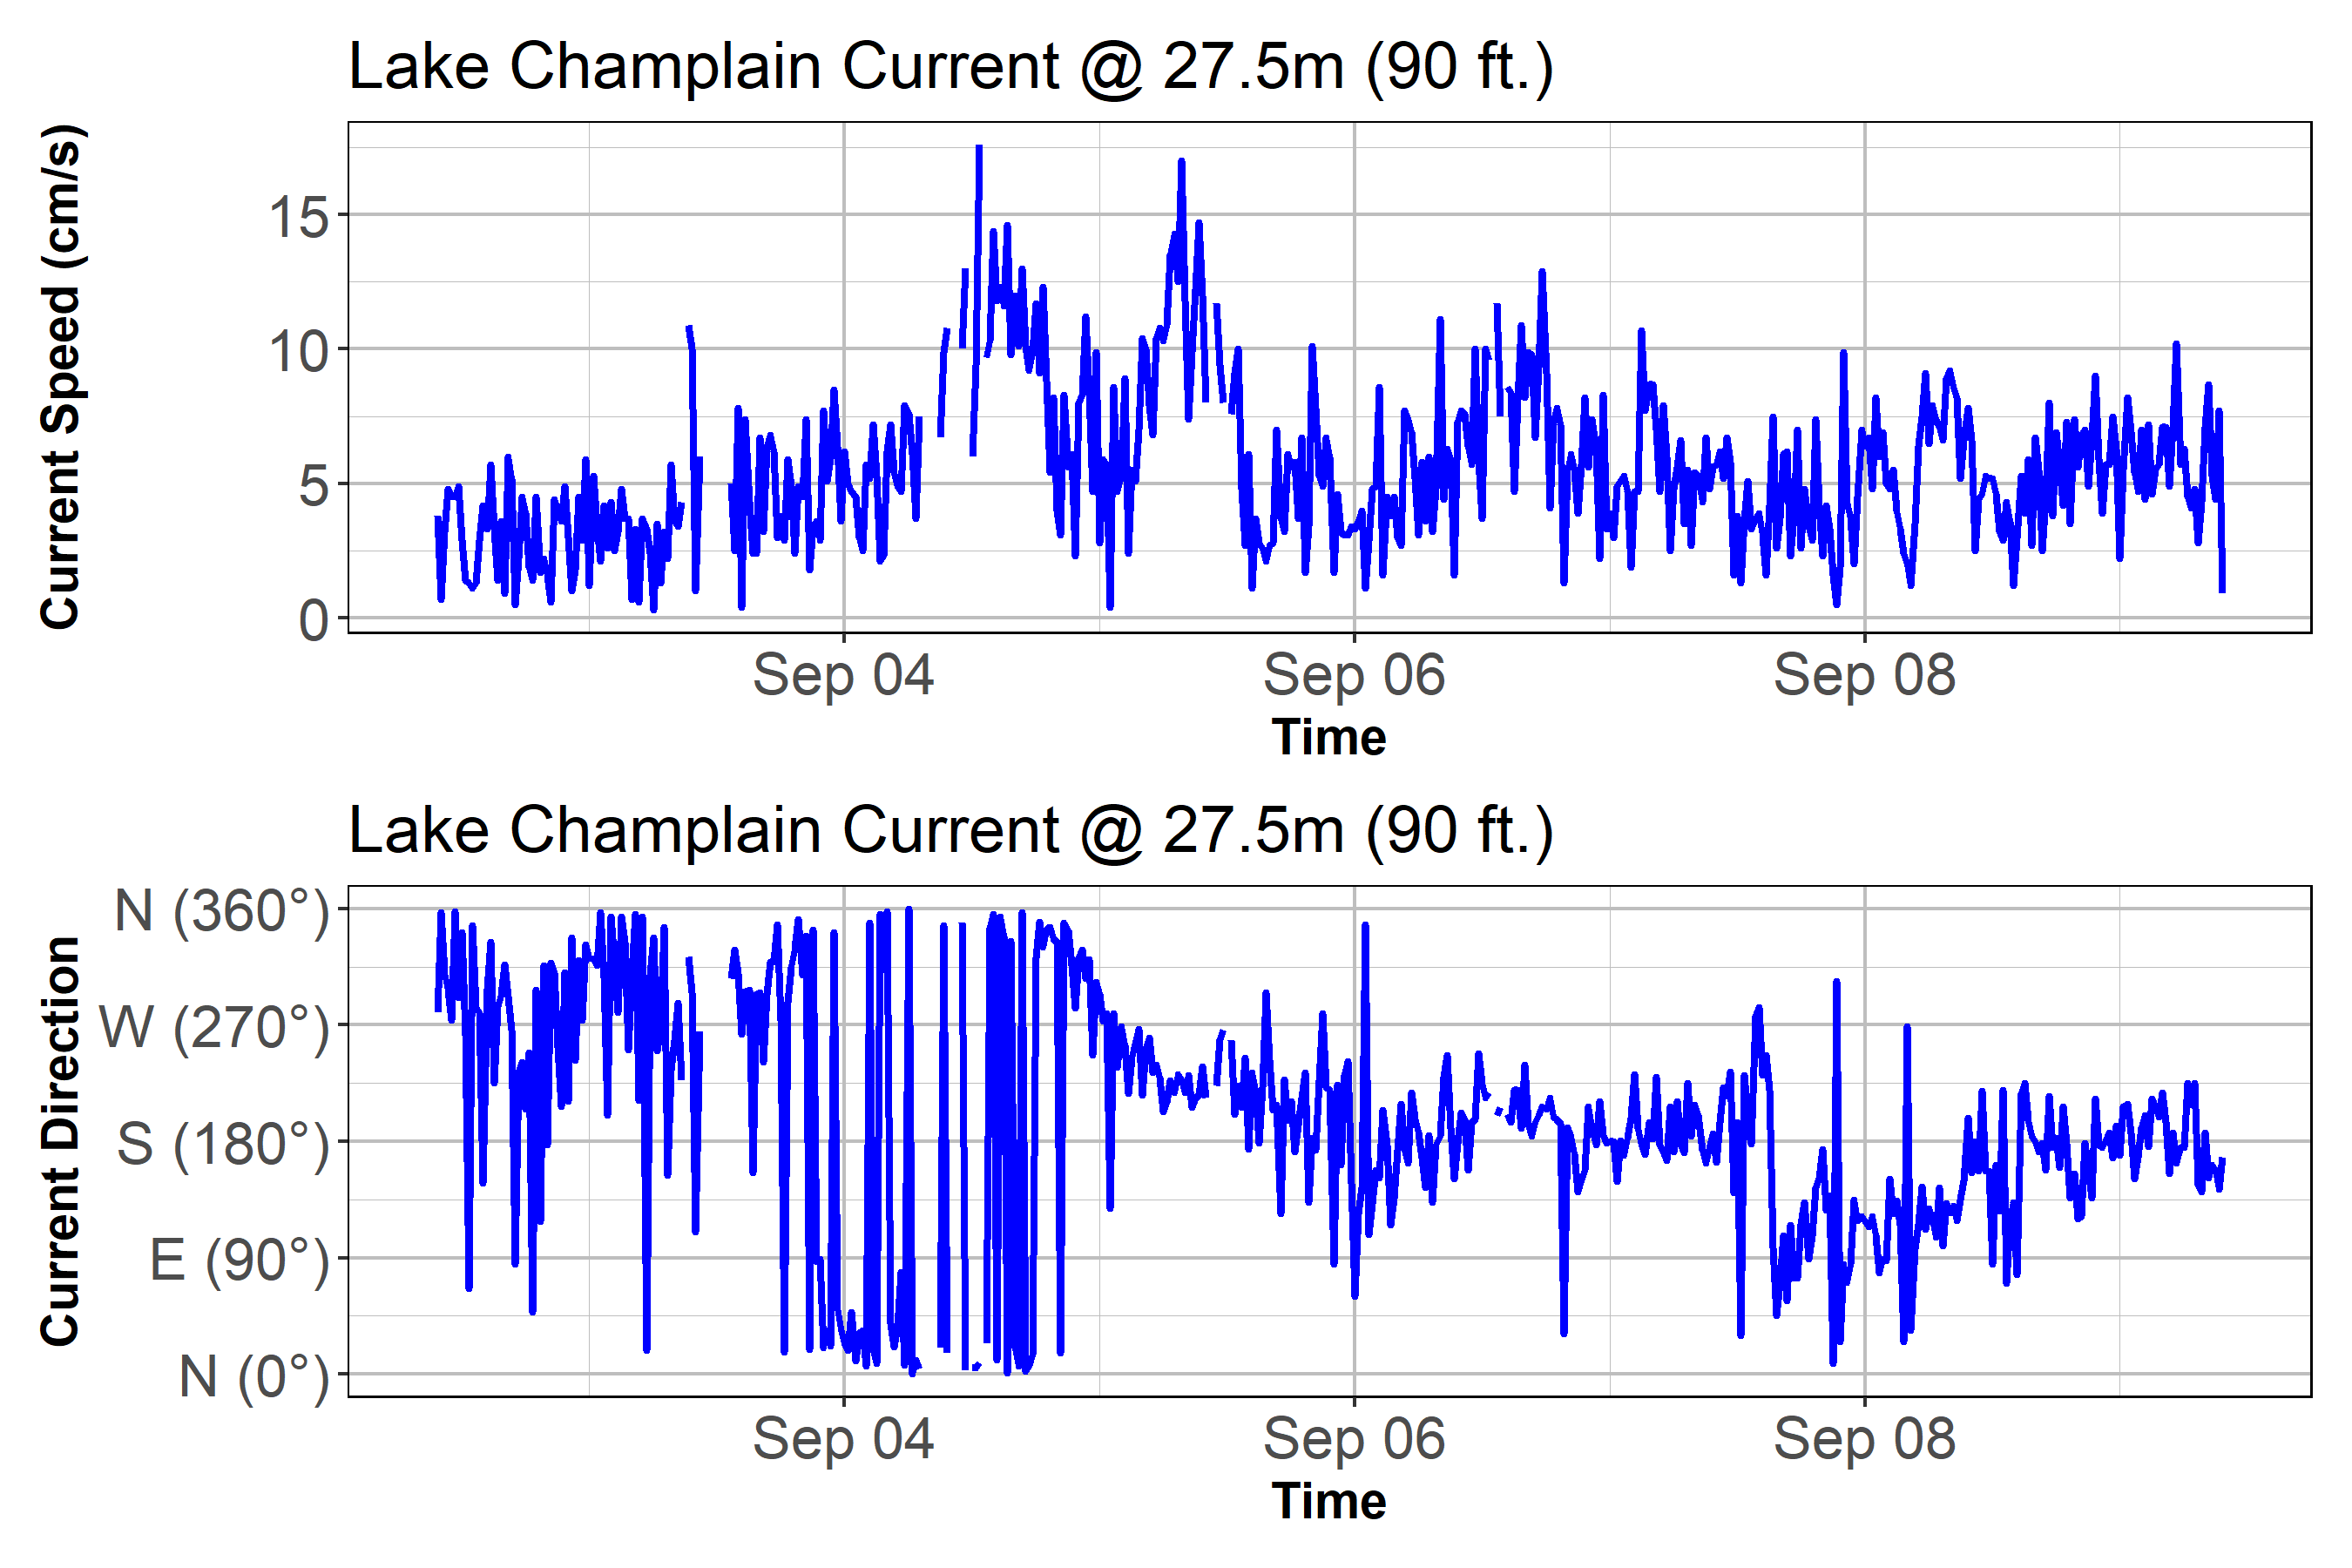 Lake Champlain Current @ 27.5m (90 ft.)
Current Speed (cm/s)
15
10
5
0
Sep 04 Sep 06 Sep 08
Time
Lake Champlain Current @ 27.5m (90 ft.)
Current Direction
N (360°)
W (270°)
S (180°)
E (90°)
N (0°)
Sep 04 Sep 06 Sep 08
Time